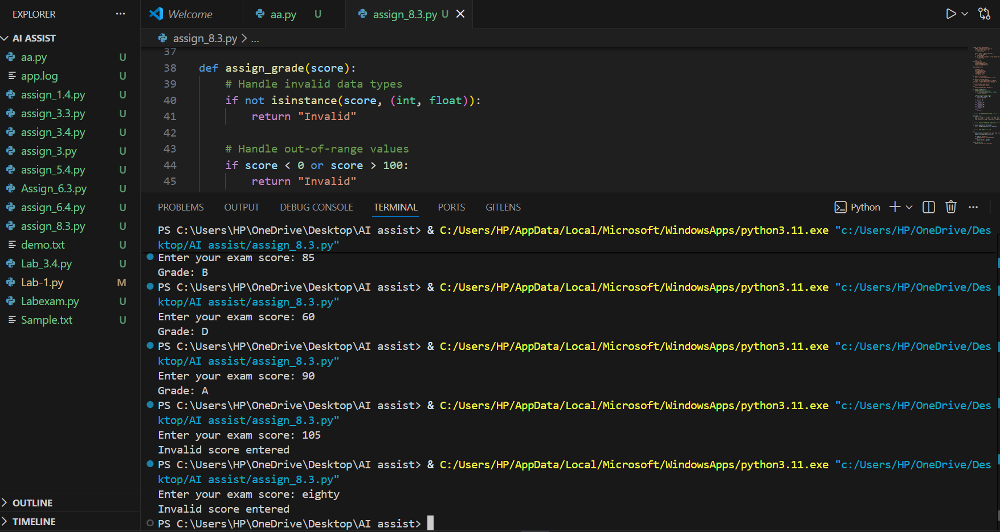 EXPLORER
AI ASSIST
aa.py U
app.log U
assign_1.4.py U
assign_3.3.py U
assign_3.4.py U
assign_3.py U
assign_5.4.py U
Assign_6.3.py U
assign_6.4.py U
assign_8.3.py U
demo.txt U
Lab_3.4.py U
Lab-1.py M
Labexam.py U
Sample.txt U
OUTLINE
TIMELINE
Welcome aa.py U assign_8.3.py U
assign_8.3.py > ...
37
38 def assign_grade(score):
39 # Handle invalid data types
40 if not isinstance(score, (int, float)):
41 return "Invalid"
42
43 # Handle out-of-range values
44 if score < 0 or score > 100:
45 return "Invalid"
PROBLEMS OUTPUT DEBUG CONSOLE TERMINAL PORTS GITLENS Python
PS C:\Users\HP\OneDrive\Desktop\AI assist> & C:/Users/HP/AppData/Local/Microsoft/WindowsApps/python3.11.exe "c:/Users/HP/OneDrive/Des
ktop/AI assist/assign_8.3.py"
Enter your exam score: 85
Grade: B
PS C:\Users\HP\OneDrive\Desktop\AI assist> & C:/Users/HP/AppData/Local/Microsoft/WindowsApps/python3.11.exe "c:/Users/HP/OneDrive/Des
ktop/AI assist/assign_8.3.py"
Enter your exam score: 60
Grade: D
PS C:\Users\HP\OneDrive\Desktop\AI assist> & C:/Users/HP/AppData/Local/Microsoft/WindowsApps/python3.11.exe "c:/Users/HP/OneDrive/Des
ktop/AI assist/assign_8.3.py"
Enter your exam score: 90
Grade: A
PS C:\Users\HP\OneDrive\Desktop\AI assist> & C:/Users/HP/AppData/Local/Microsoft/WindowsApps/python3.11.exe "c:/Users/HP/OneDrive/Des
ktop/AI assist/assign_8.3.py"
Enter your exam score: 105
Invalid score entered
PS C:\Users\HP\OneDrive\Desktop\AI assist> & C:/Users/HP/AppData/Local/Microsoft/WindowsApps/python3.11.exe "c:/Users/HP/OneDrive/Des
ktop/AI assist/assign_8.3.py"
Enter your exam score: eighty
Invalid score entered
PS C:\Users\HP\OneDrive\Desktop\AI assist>